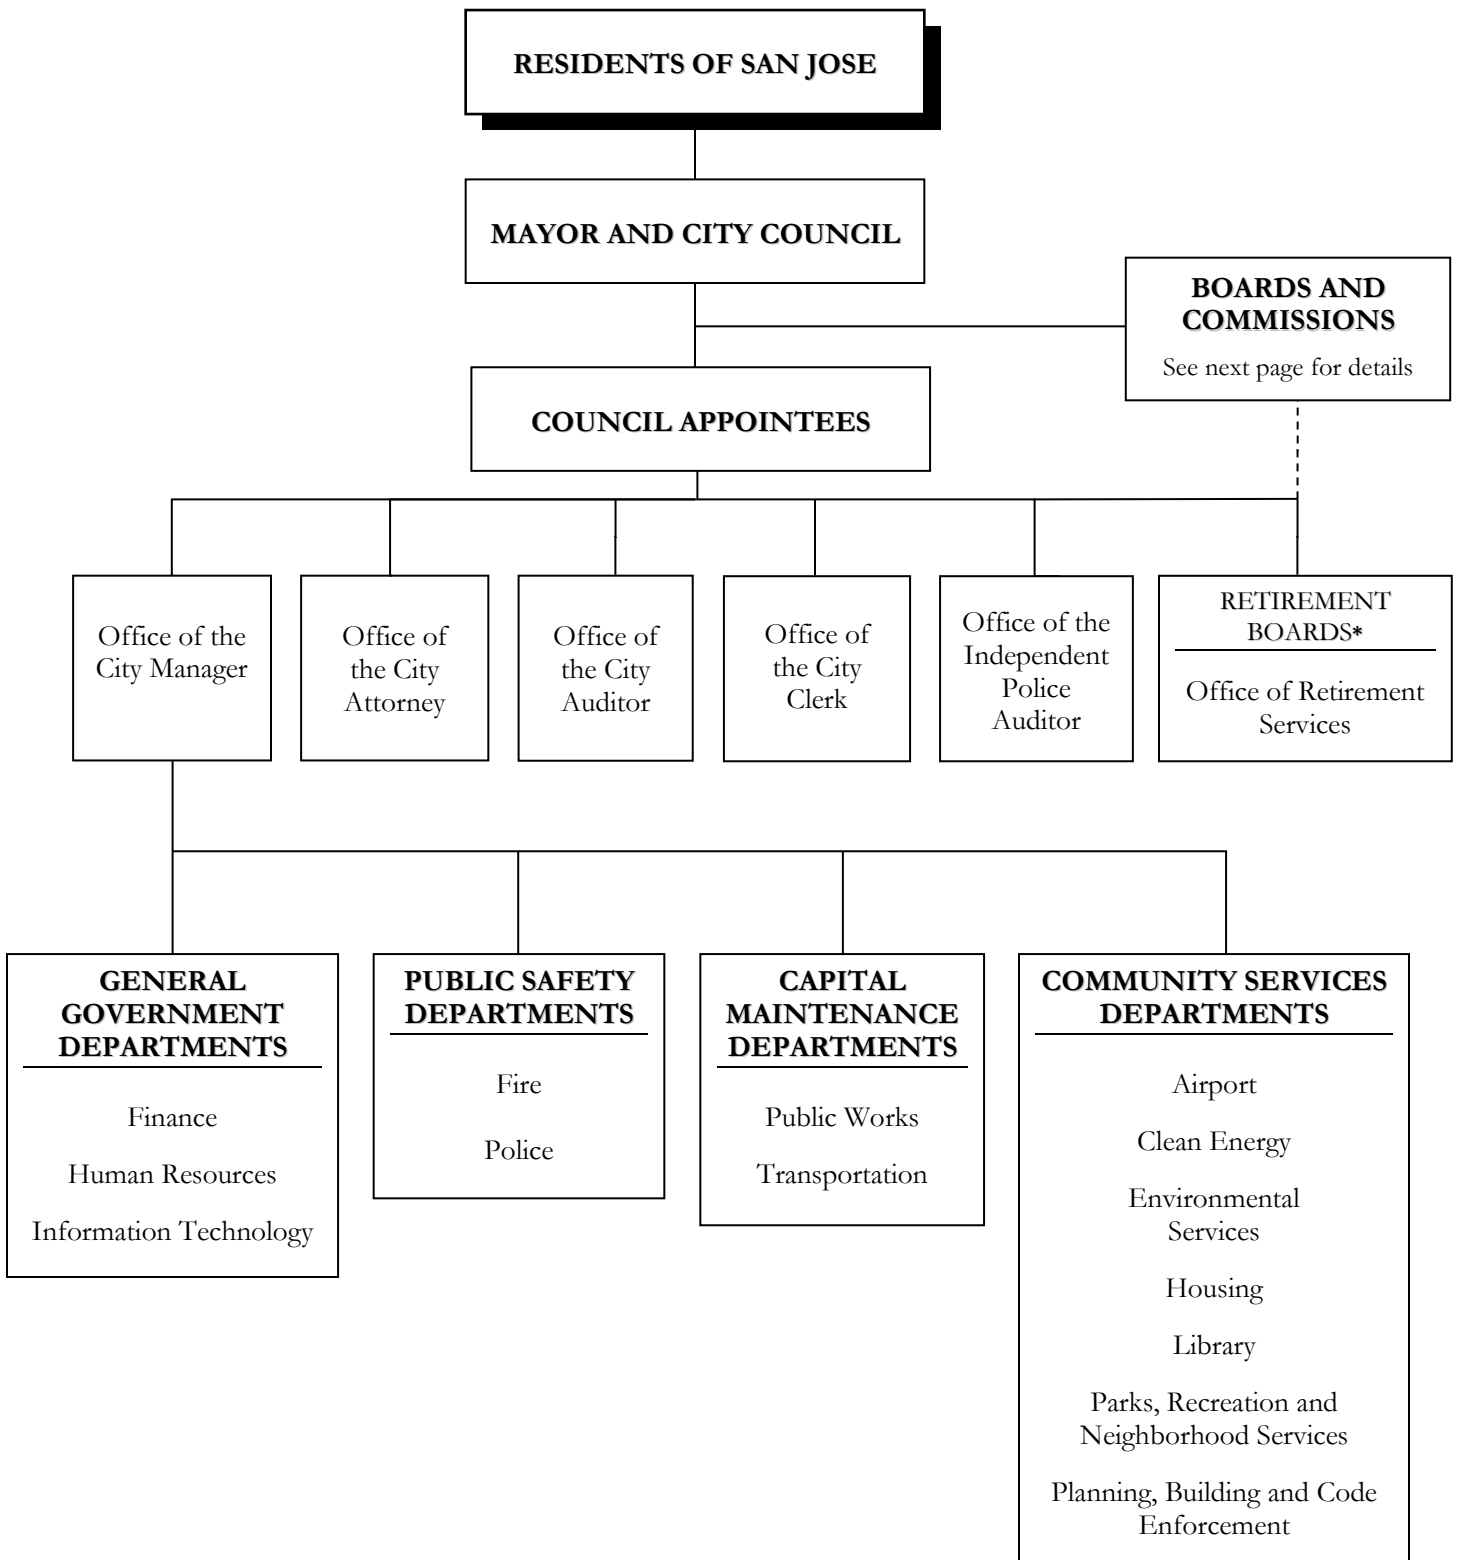 RESIDENTS OF SAN JOSE
MAYOR AND CITY COUNCIL
BOARDS AND
COMMISSIONS
See next page for details
COUNCIL APPOINTEES
Office of the
City Manager
Office of
the City
Attorney
Office of
the City
Auditor
Office of
the City
Clerk
Office of the
Independent
Police
Auditor
RETIREMENT
BOARDS*
Office of Retirement
Services
GENERAL
GOVERNMENT
DEPARTMENTS
Finance
Human Resources
Information Technology
PUBLIC SAFETY
DEPARTMENTS
Fire
Police
CAPITAL
MAINTENANCE
DEPARTMENTS
Public Works
Transportation
COMMUNITY SERVICES
DEPARTMENTS
Airport
Clean Energy
Environmental
Services
Housing
Library
Parks, Recreation and
Neighborhood Services
Planning, Building and Code
Enforcement